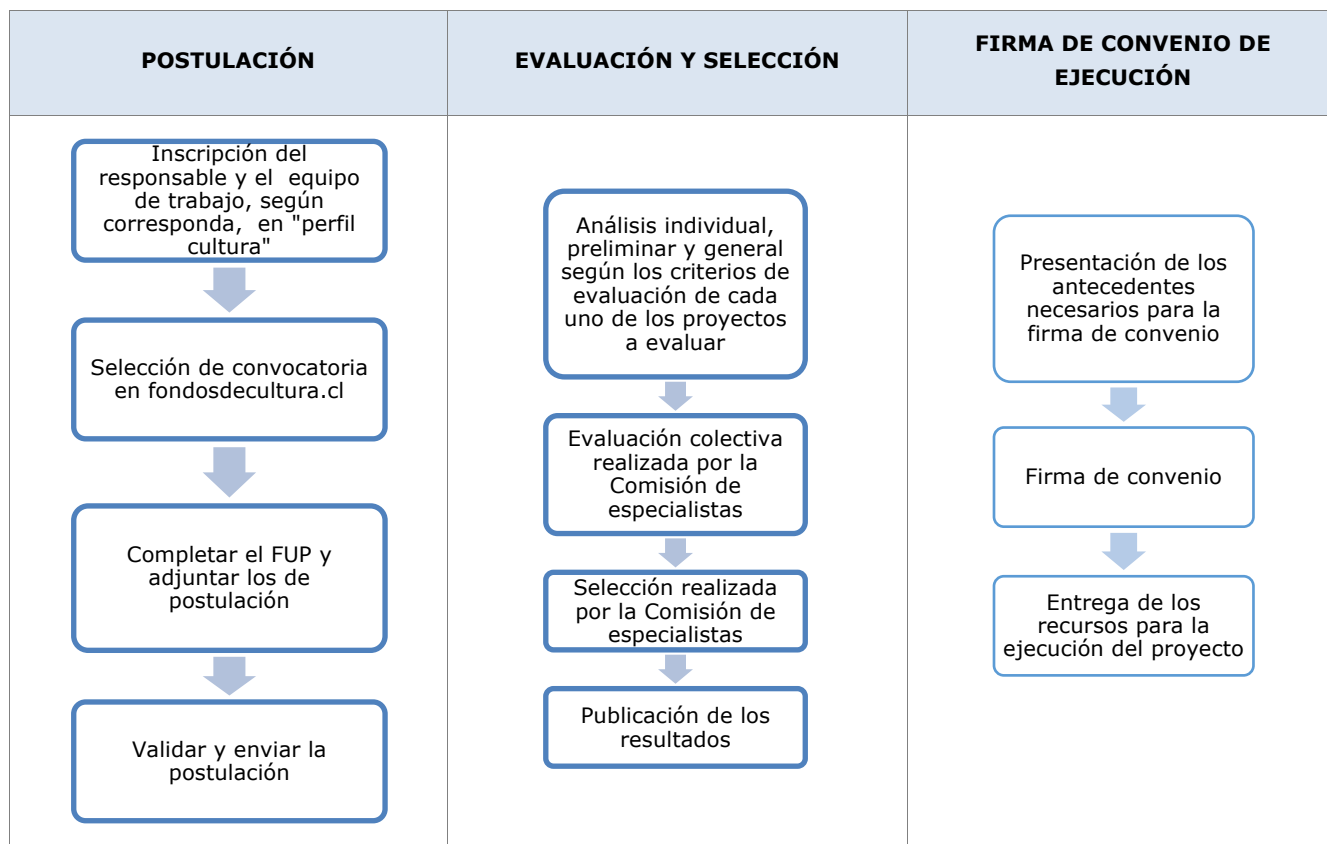 POSTULACIÓN
Inscripción del
responsable y el equipo
de trabajo, según
corresponda, en "perfil
cultura"
Selección de convocatoria
en fondosdecultura.cl
Completar el FUP y
adjuntar los de
postulación
Validar y enviar la
postulación
EVALUACIÓN Y SELECCIÓN
Análisis individual,
preliminar y general
según los criterios de
evaluación de cada
uno de los proyectos
a evaluar
Evaluación colectiva
realizada por la
Comisión de
especialistas
Selección realizada
por la Comisión de
especialistas
Publicación de los
resultados
FIRMA DE CONVENIO DE
EJECUCIÓN
Presentación de los
antecedentes
necesarios para la
firma de convenio
Firma de convenio
Entrega de los
recursos para la
ejecución del proyecto